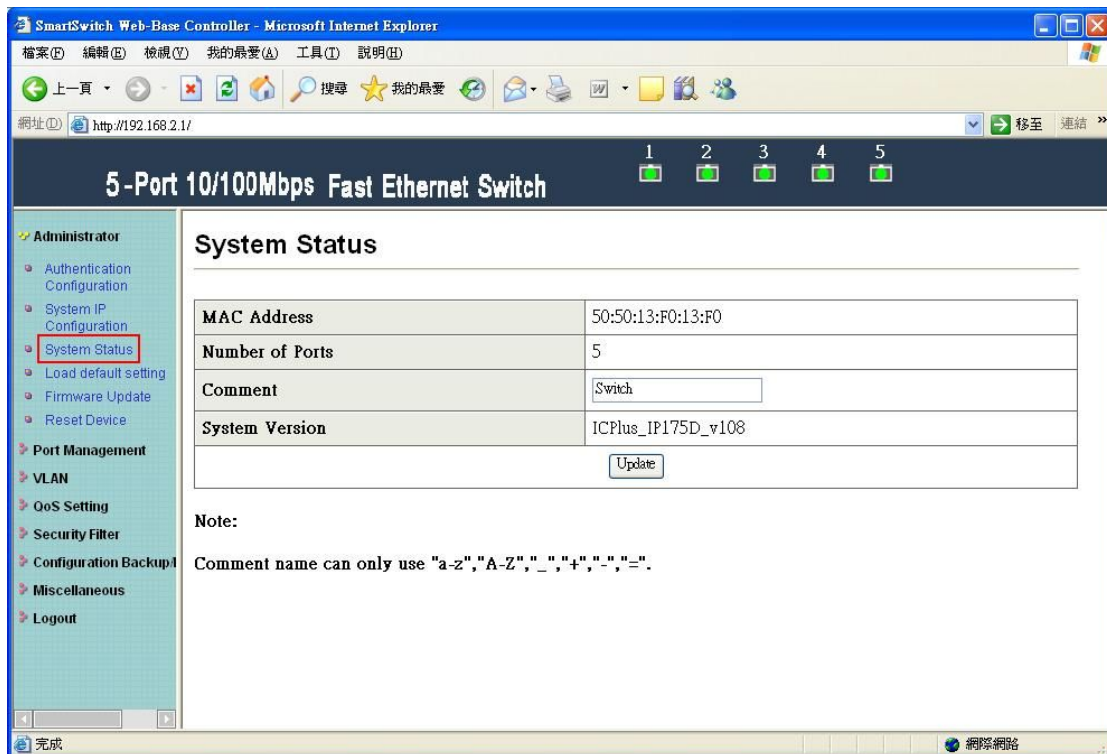 SmartSwitch Web-Base Controller - Microsoft Internet Explorer
檔案(F) 編輯(E) 檢視(V) 我的最愛(A) 工具(T) 說明(H)
上一頁 搜尋 我的最愛
網址(D) http://192.168.2.1/ 移至 連結 »
1 2 3 4 5
5-Port 10/100Mbps Fast Ethernet Switch
Administrator
Authentication
Configuration
System IP
Configuration
System Status
Load default setting
Firmware Update
Reset Device
Port Management
VLAN
QoS Setting
Security Filter
Configuration Backup/
Miscellaneous
Logout
System Status
MAC Address 50:50:13:F0:13:F0
Number of Ports 5
Comment Switch
System Version ICPlus_IP175D_v108
Update
Note:
Comment name can only use "a-z","A-Z","_","+","-","=".
完成 網際網路